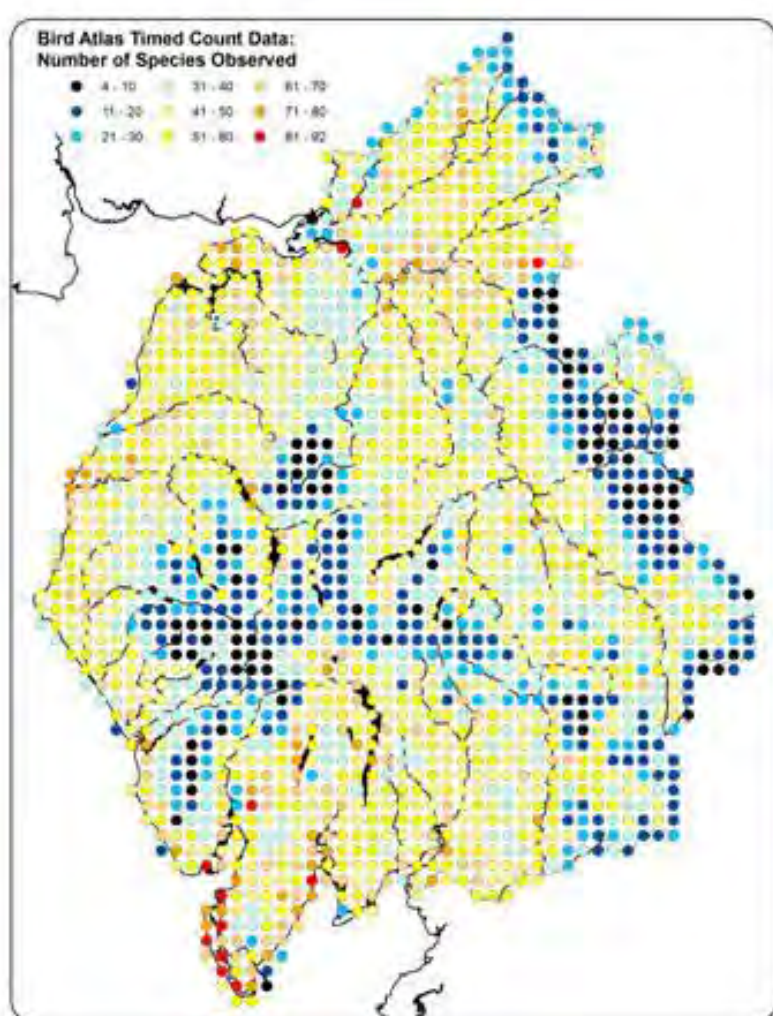 Bird Atlas Timed Count Data:
Number of Species Observed
4 - 10
31 - 40
61 - 70
11 - 20
41 - 50
71 - 80
21 - 30
51 - 60
81 - 92